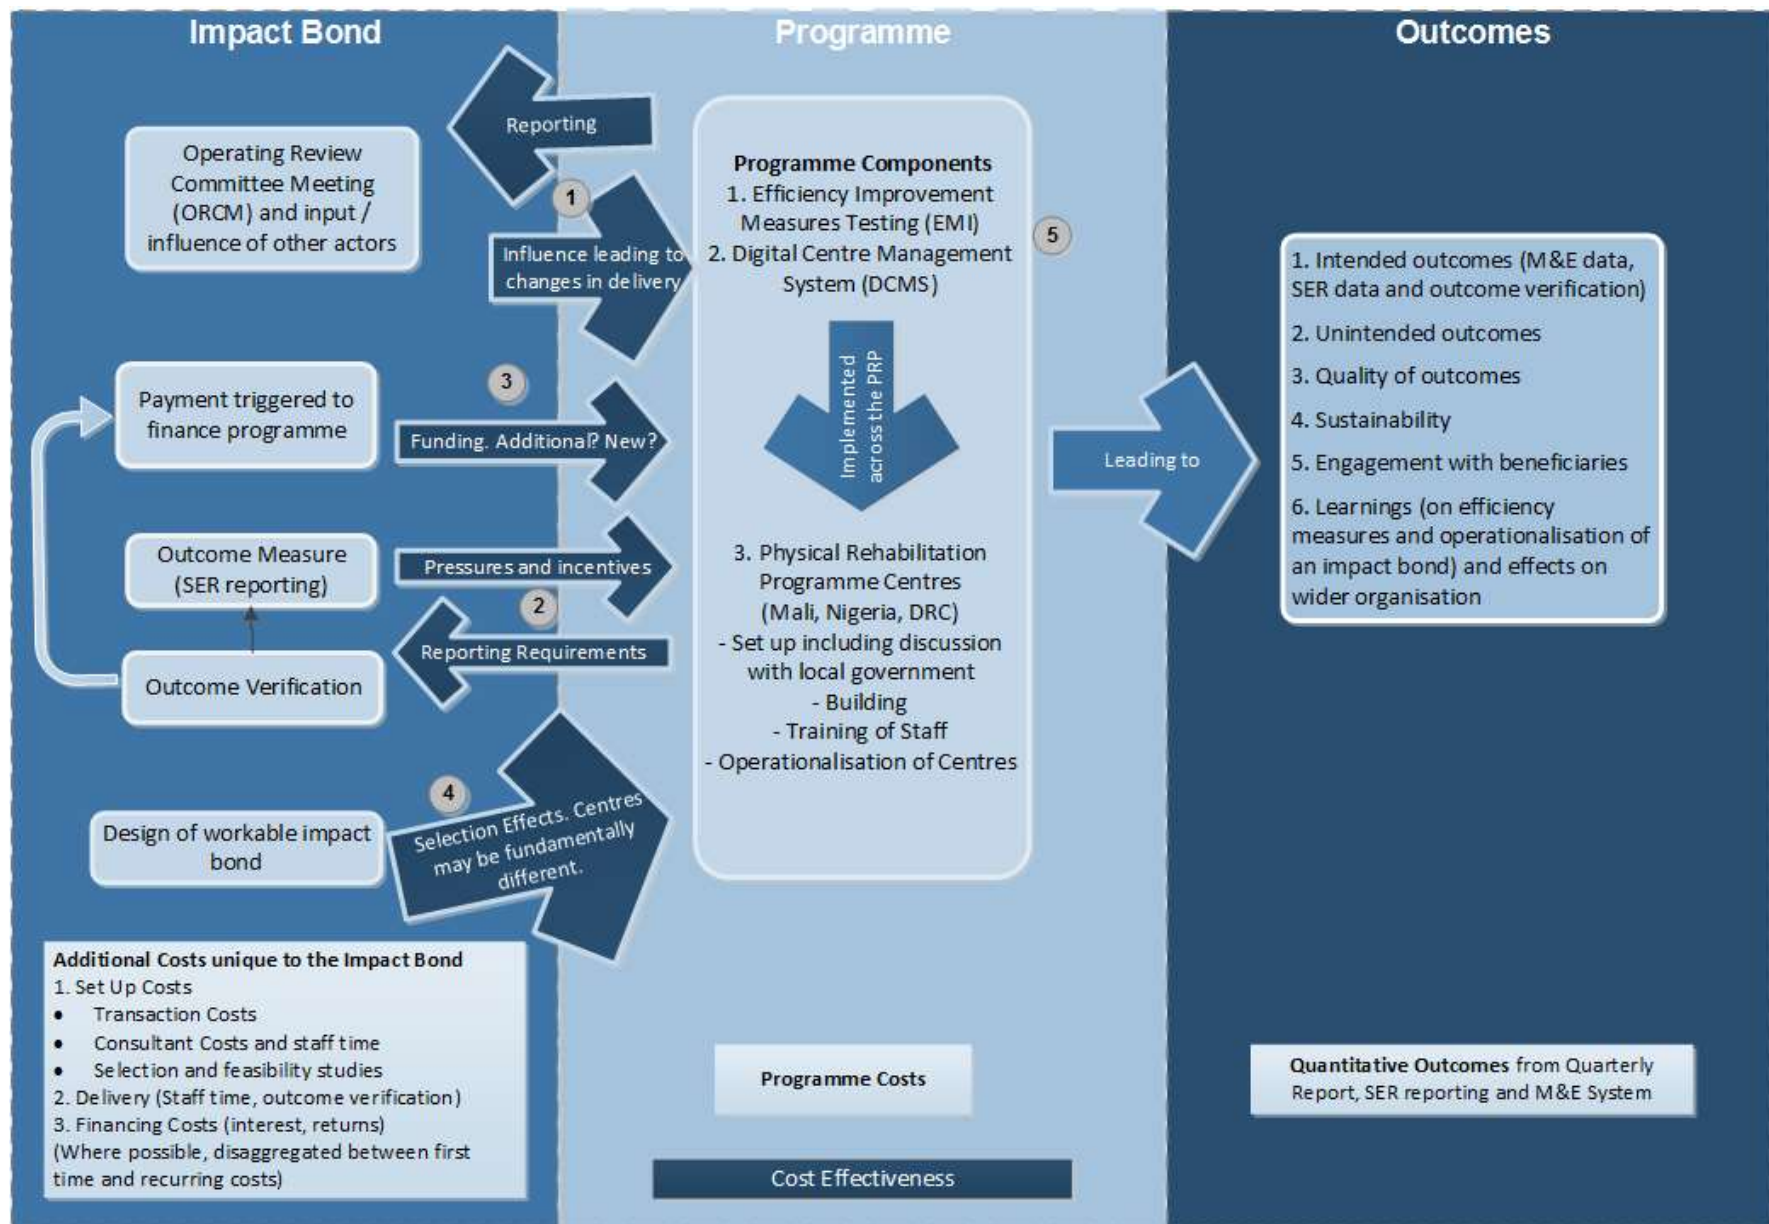 Impact Bond
Programme
Outcomes
Reporting
Operating Review
Committee Meeting
(ORCM) and input /
influence of other actors
1
Influence leading to
changes in delivery
Programme Components
1. Efficiency Improvement
Measures Testing (EMI)
2. Digital Centre Management
System (DCMS)
5
Implemented
across the PRP
3. Physical Rehabilitation
Programme Centres
(Mali, Nigeria, DRC)
- Set up including discussion
with local government
- Building
- Training of Staff
- Operationalisation of Centres
Leading to
1. Intended outcomes (M&E data,
SER data and outcome verification)
2. Unintended outcomes
3. Quality of outcomes
4. Sustainability
5. Engagement with beneficiaries
6. Learnings (on efficiency
measures and operationalisation of
an impact bond) and effects on
wider organisation
3
Payment triggered to
finance programme
Funding. Additional? New?
Outcome Measure
(SER reporting)
Pressures and incentives
2
Reporting Requirements
Outcome Verification
4
Design of workable impact
bond
Selection Effects. Centres
may be fundamentally
different.
Additional Costs unique to the Impact Bond
1. Set Up Costs
• Transaction Costs
• Consultant Costs and staff time
• Selection and feasibility studies
2. Delivery (Staff time, outcome verification)
3. Financing Costs (interest, returns)
(Where possible, disaggregated between first
time and recurring costs)
Programme Costs
Quantitative Outcomes from Quarterly
Report, SER reporting and M&E System
Cost Effectiveness